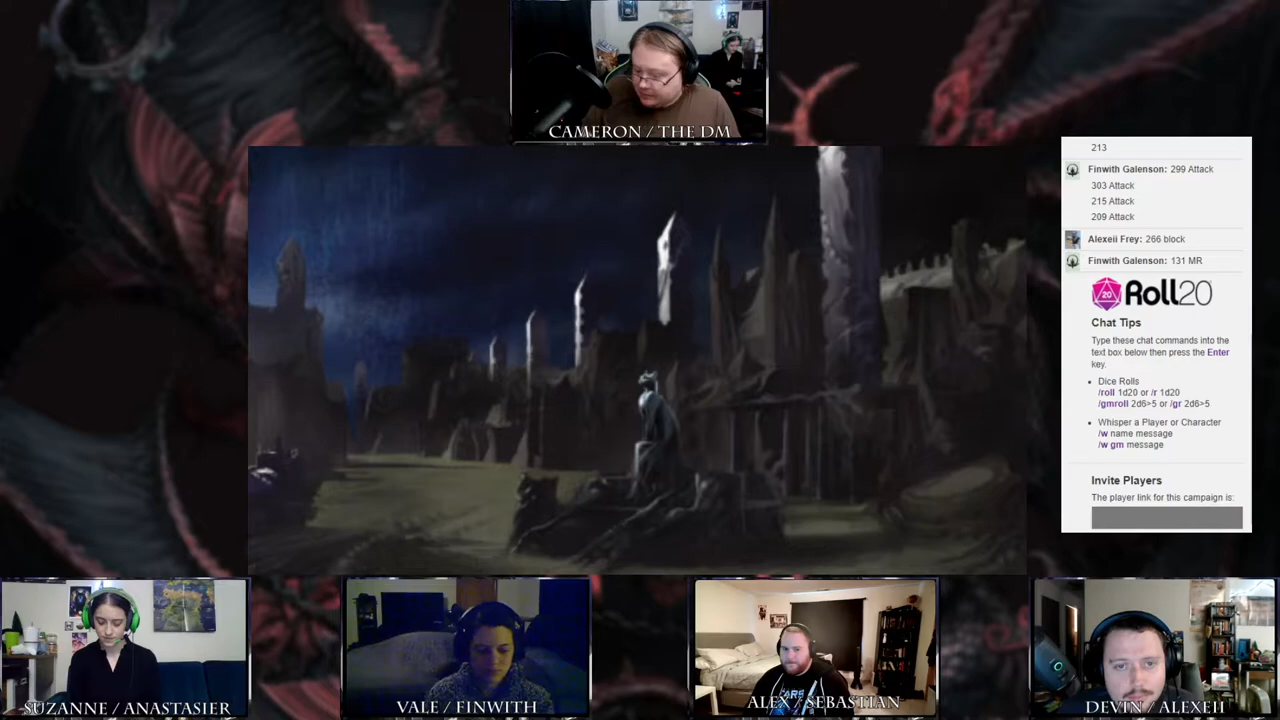 CAMERON / THE DM
213
Finwith Galenson: 299 Attack
303 Attack
215 Attack
209 Attack
Alexeii Frey: 266 block
Finwith Galenson: 131 MR
20 Roll20
Chat Tips
Type these chat commands into the
text box below then press the Enter
key.
• Dice Rolls
/roll 1d20 or /r 1d20
/gmroll 2d6>5 or /gr 2d6>5
• Whisper a Player or Character
/w name message
/w gm message
Invite Players
The player link for this campaign is:
SUZANNE / ANASTASIER
VALE / FINWITH
ALEX / SEBASTIAN
DEVIN / ALEXEII